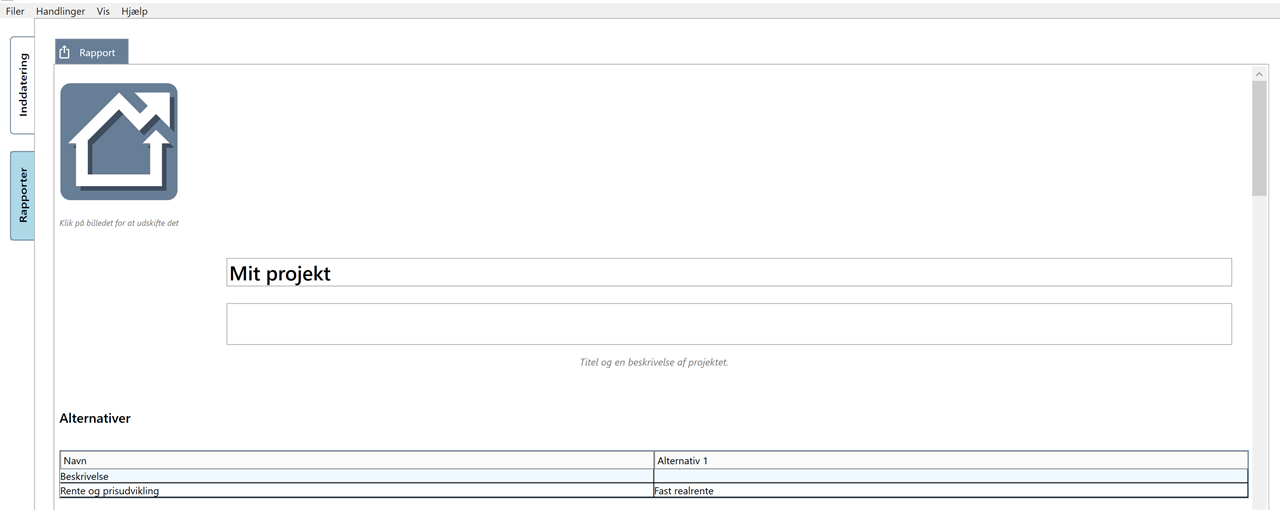 Filer Handlinger Vis Hjælp
Inddatering
Rapporter
Rapport
Klik på billedet for at udskifte det
Mit projekt
Titel og en beskrivelse af projektet.
Alternativer
Navn Alternativ 1
Beskrivelse
Rente og prisudvikling Fast realrente